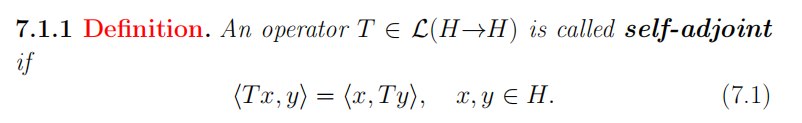 7.1.1 Definition. An operator T ∈ ℒ(H→H) is called self-adjoint
if
⟨Tx, y⟩ = ⟨x, Ty⟩, x, y ∈ H. (7.1)